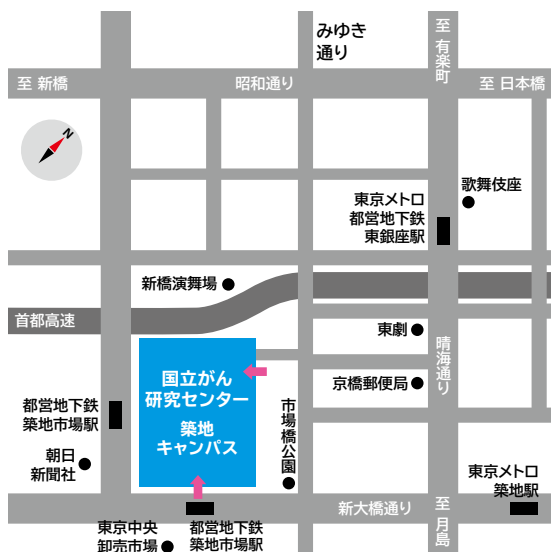 みゆき
通り
至 有楽町
至 新橋
昭和通り
至 日本橋
N
歌舞伎座
東京メトロ
都営地下鉄
東銀座駅
新橋演舞場
首都高速
東劇
晴海通り
国立がん
研究センター
築地
キャンパス
京橋郵便局
都営地下鉄
築地市場駅
市場橋公園
朝日
新聞社
東京メトロ
築地駅
新大橋通り
至 月島
東京中央
卸売市場
都営地下鉄
築地市場駅